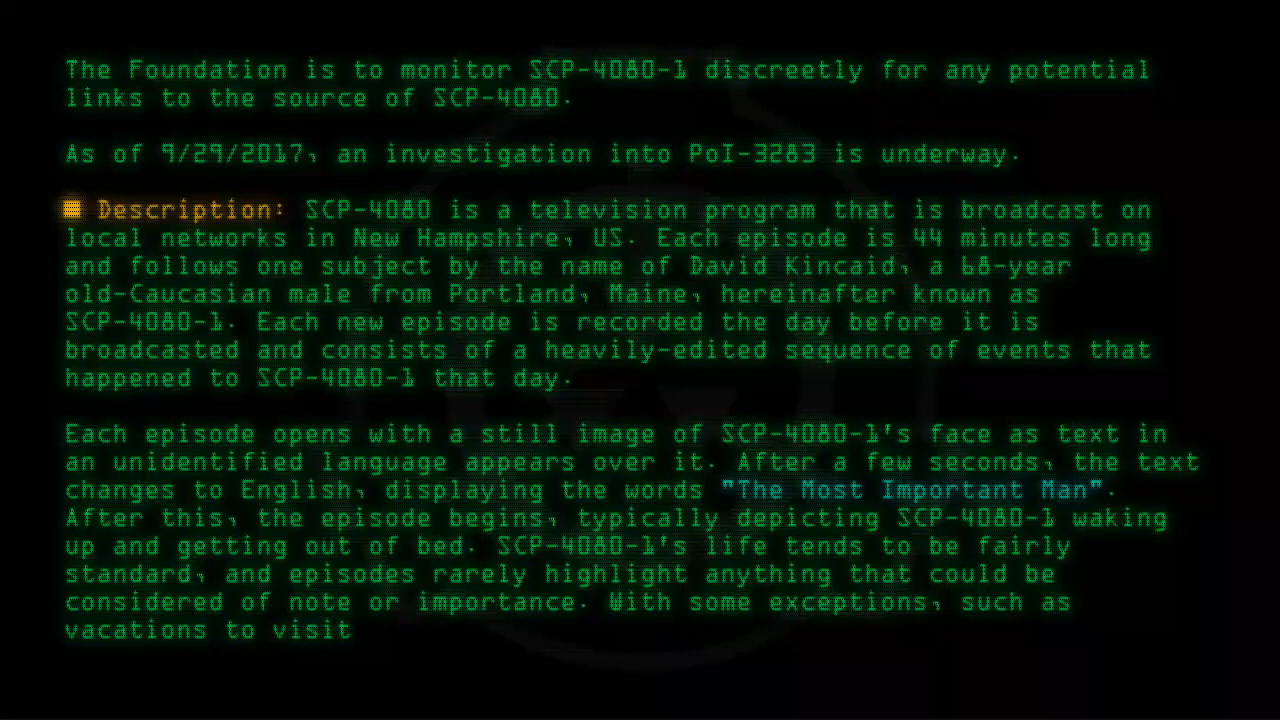 The Foundation is to monitor SCP-4080-1 discreetly for any potential
links to the source of SCP-4080.
As of 9/29/2017, an investigation into PoI-3283 is underway.
■ Description: SCP-4080 is a television program that is broadcast on
local networks in New Hampshire, US. Each episode is 44 minutes long
and follows one subject by the name of David Kincaid, a 68-year
old-Caucasian male from Portland, Maine, hereinafter known as
SCP-4080-1. Each new episode is recorded the day before it is
broadcasted and consists of a heavily-edited sequence of events that
happened to SCP-4080-1 that day.
Each episode opens with a still image of SCP-4080-1's face as text in
an unidentified language appears over it. After a few seconds, the text
changes to English, displaying the words "The Most Important Man".
After this, the episode begins, typically depicting SCP-4080-1 waking
up and getting out of bed. SCP-4080-1's life tends to be fairly
standard, and episodes rarely highlight anything that could be
considered of note or importance. With some exceptions, such as
vacations to visit